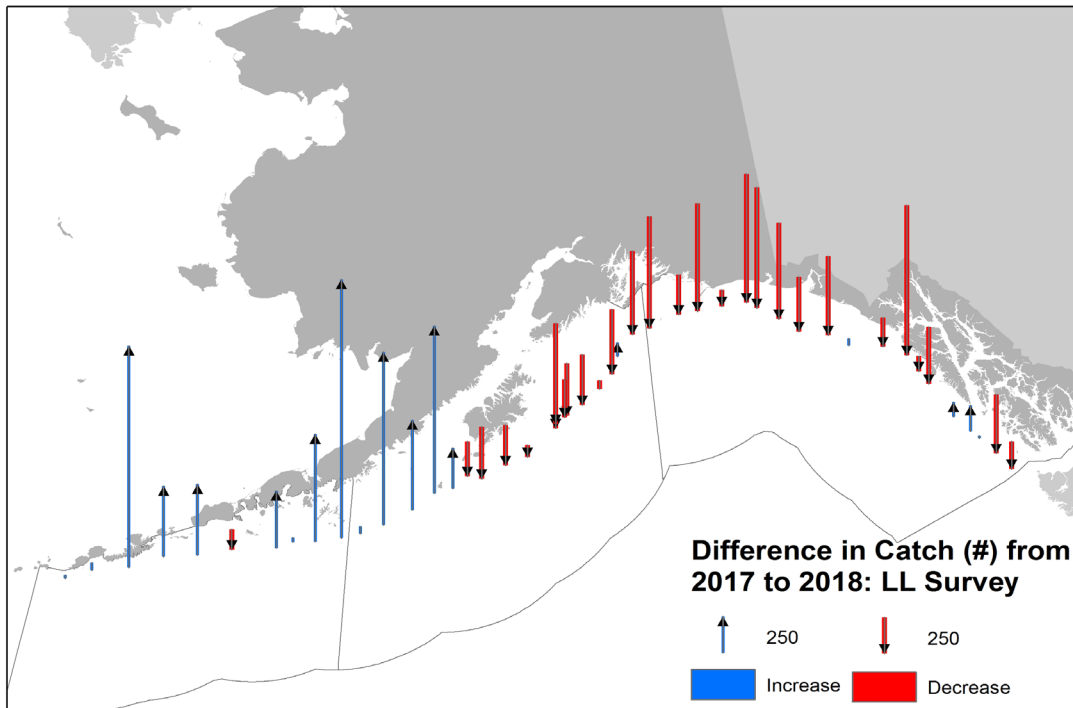 Difference in Catch (#) from
2017 to 2018: LL Survey
250 250
Increase Decrease